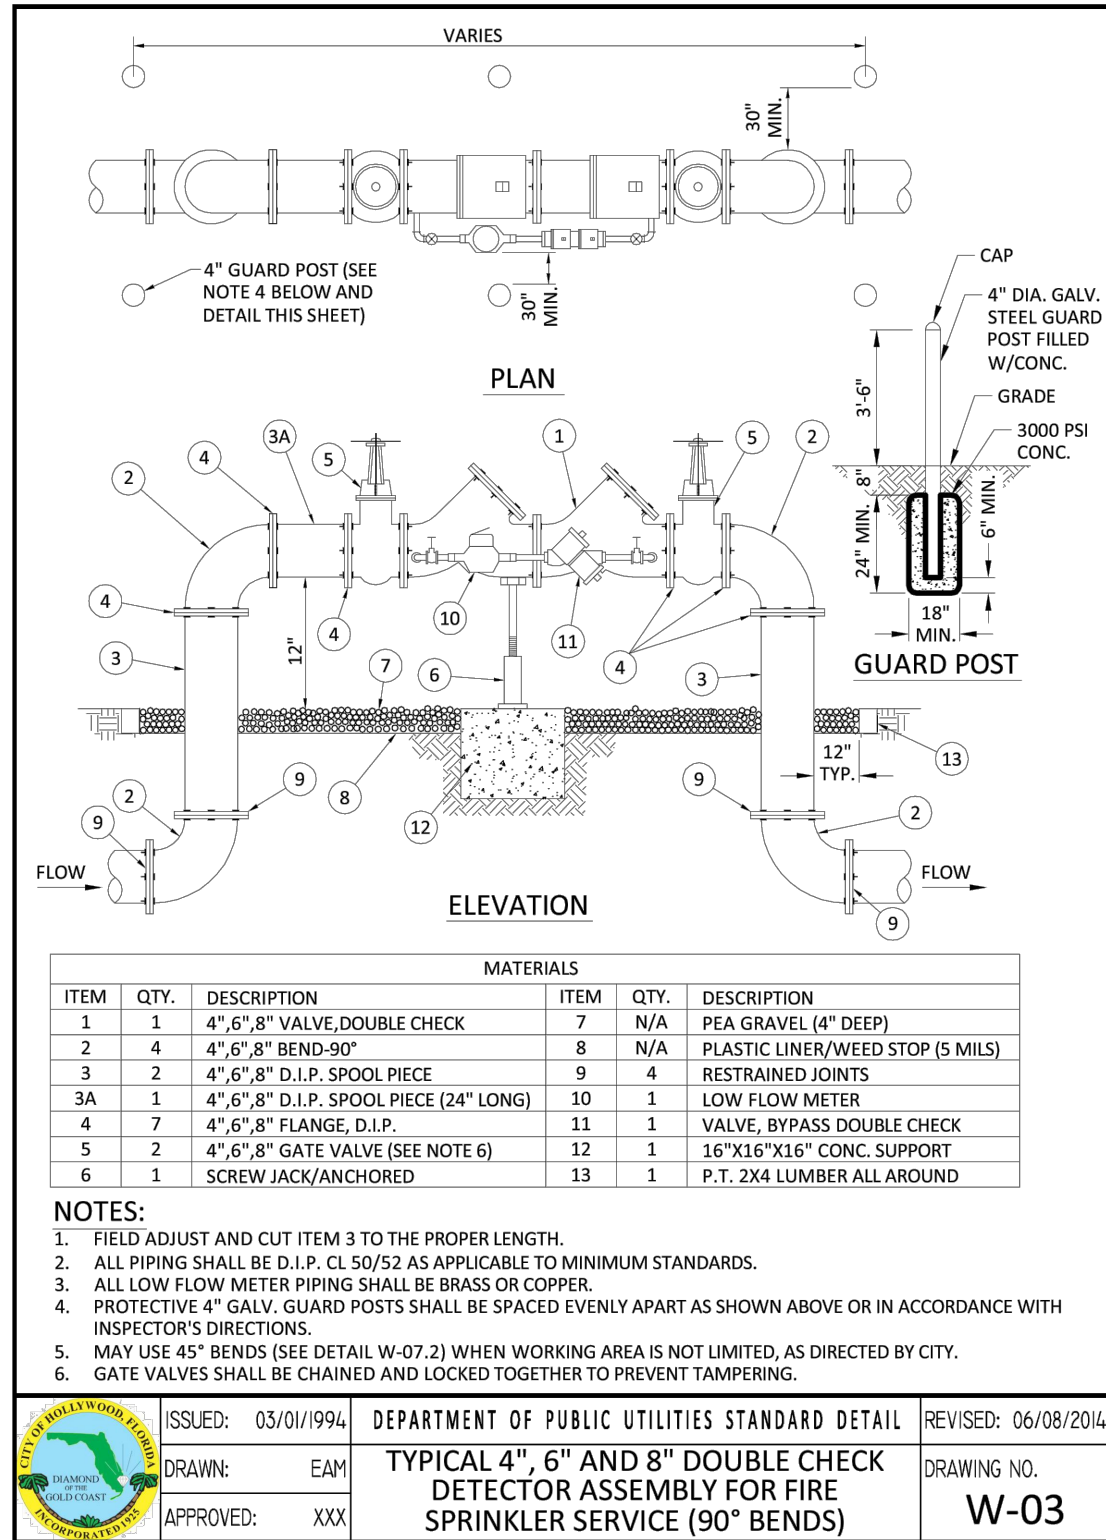 VARIES
30" MIN.
4" GUARD POST (SEE
NOTE 4 BELOW AND
DETAIL THIS SHEET)
30" MIN.
PLAN
CAP
4" DIA. GALV.
STEEL GUARD
POST FILLED
W/CONC.
GRADE
3000 PSI
CONC.
3'-6"
8"
24" MIN.
6" MIN.
18"
MIN.
GUARD POST
3A
1
5
2
4
5
2
4
4
10
11
12"
3
7
6
4
3
12"
TYP.
13
2
9
8
9
9
12
2
FLOW
FLOW
9
ELEVATION
MATERIALS
ITEM QTY. DESCRIPTION ITEM QTY. DESCRIPTION
1 1 4",6",8" VALVE,DOUBLE CHECK 7 N/A PEA GRAVEL (4" DEEP)
2 4 4",6",8" BEND-90° 8 N/A PLASTIC LINER/WEED STOP (5 MILS)
3 2 4",6",8" D.I.P. SPOOL PIECE 9 4 RESTRAINED JOINTS
3A 1 4",6",8" D.I.P. SPOOL PIECE (24" LONG) 10 1 LOW FLOW METER
4 7 4",6",8" FLANGE, D.I.P. 11 1 VALVE, BYPASS DOUBLE CHECK
5 2 4",6",8" GATE VALVE (SEE NOTE 6) 12 1 16"X16"X16" CONC. SUPPORT
6 1 SCREW JACK/ANCHORED 13 1 P.T. 2X4 LUMBER ALL AROUND
NOTES:
1. FIELD ADJUST AND CUT ITEM 3 TO THE PROPER LENGTH.
2. ALL PIPING SHALL BE D.I.P. CL 50/52 AS APPLICABLE TO MINIMUM STANDARDS.
3. ALL LOW FLOW METER PIPING SHALL BE BRASS OR COPPER.
4. PROTECTIVE 4" GALV. GUARD POSTS SHALL BE SPACED EVENLY APART AS SHOWN ABOVE OR IN ACCORDANCE WITH
INSPECTOR'S DIRECTIONS.
5. MAY USE 45° BENDS (SEE DETAIL W-07.2) WHEN WORKING AREA IS NOT LIMITED, AS DIRECTED BY CITY.
6. GATE VALVES SHALL BE CHAINED AND LOCKED TOGETHER TO PREVENT TAMPERING.
CITY OF HOLLYWOOD, FLORIDA
DIAMOND
OF THE
GOLD COAST
INCORPORATED 1925
ISSUED: 03/01/1994
DRAWN: EAM
APPROVED: XXX
DEPARTMENT OF PUBLIC UTILITIES STANDARD DETAIL
TYPICAL 4", 6" AND 8" DOUBLE CHECK
DETECTOR ASSEMBLY FOR FIRE
SPRINKLER SERVICE (90° BENDS)
REVISED: 06/08/2014
DRAWING NO.
W-03